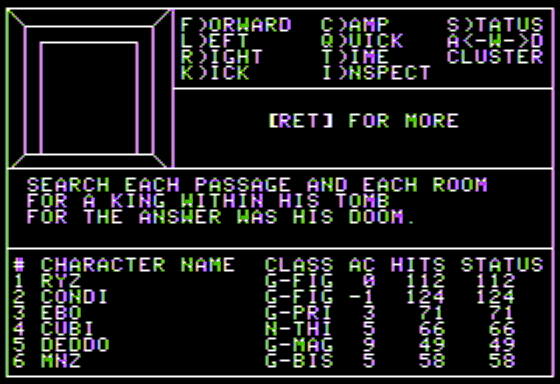 F)ORWARD C)AMP S)TATUS
L)EFT Q)UICK A<-W->D
R)IGHT T)IME CLUSTER
K)ICK I)NSPECT
[RET] FOR MORE
SEARCH EACH PASSAGE AND EACH ROOM
FOR A KING WITHIN HIS TOMB
FOR THE ANSWER WAS HIS DOOM.
# CHARACTER NAME CLASS AC HITS STATUS
1 RYZ G-FIG 0 112 112
2 CONDI G-FIG -1 124 124
3 EBO G-PRI 3 71 71
4 CUBI N-THI 5 66 66
5 DEDDO G-MAG 9 49 49
6 MNZ G-BIS 5 58 58